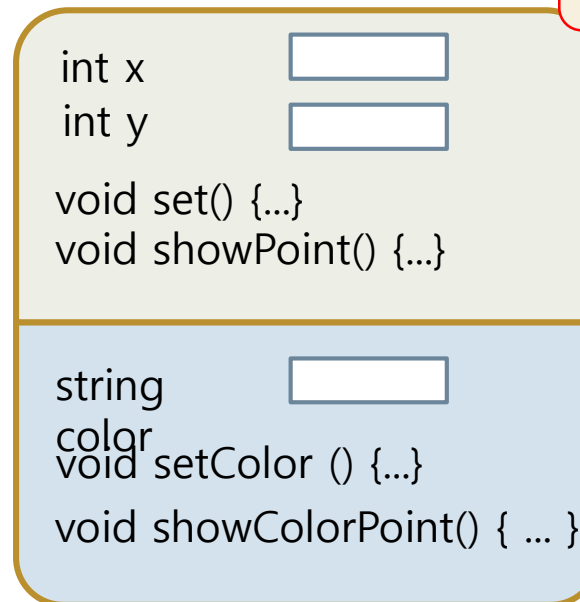 int x
int y
void set() {...}
void showPoint() {...}
string
color
void setColor () {...}
void showColorPoint() { ... }